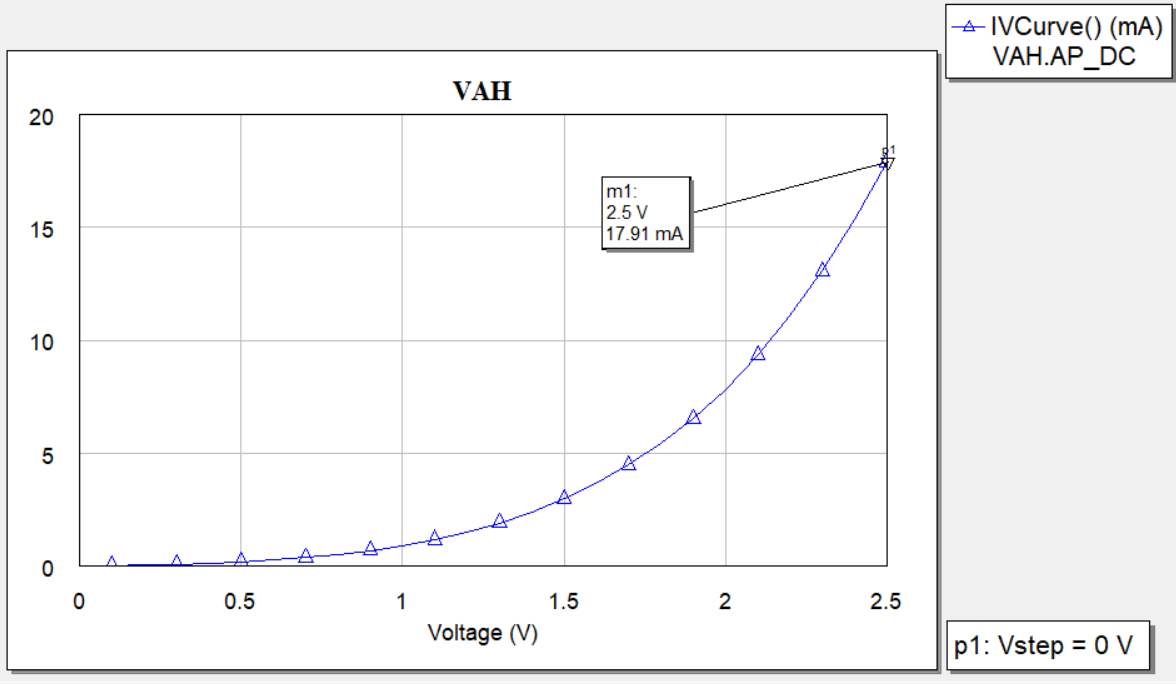 IVCurve() (mA)
VAH.AP_DC
VAH
20
15
10
5
0
p1
m1:
2.5 V
17.91 mA
0
0.5
1
1.5
2
2.5
Voltage (V)
p1: Vstep = 0 V